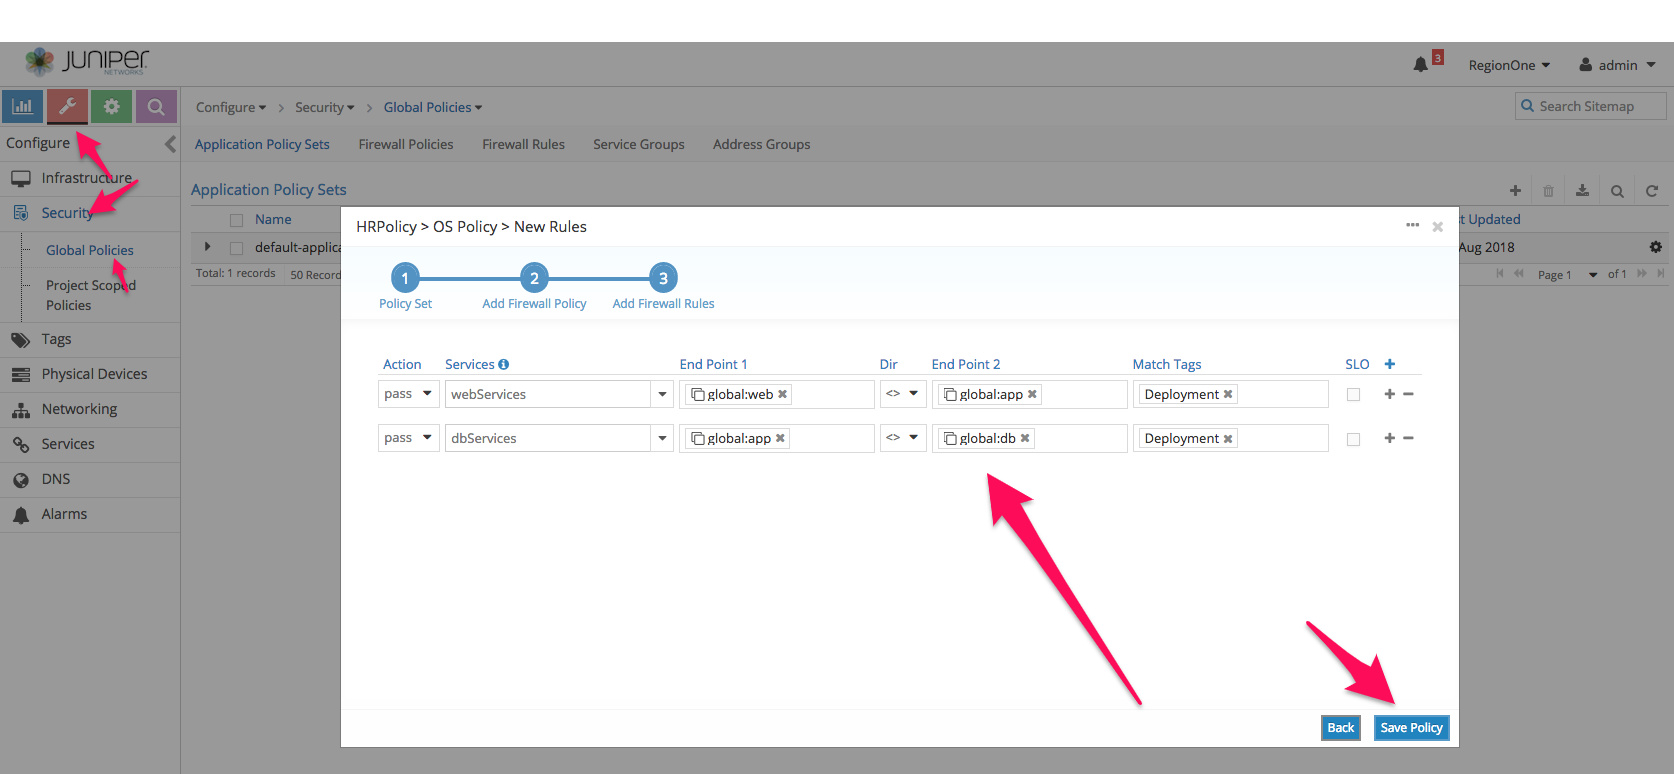 JUNIPER
NETWORKS
3
RegionOne
admin
Configure > Security > Global Policies
Search Sitemap
Configure
Application Policy Sets Firewall Policies Firewall Rules Service Groups Address Groups
Infrastructure
Security
Global Policies
Project Scoped
Policies
Tags
Physical Devices
Networking
Services
DNS
Alarms
Application Policy Sets
Name
t Updated
default-applica
Aug 2018
Total: 1 records 50 Record
Page 1 of 1
HRPolicy > OS Policy > New Rules
1 2 3
Policy Set Add Firewall Policy Add Firewall Rules
Action Services End Point 1 Dir End Point 2 Match Tags SLO
pass webServices global:web <> global:app Deployment
pass dbServices global:app <> global:db Deployment
Back Save Policy